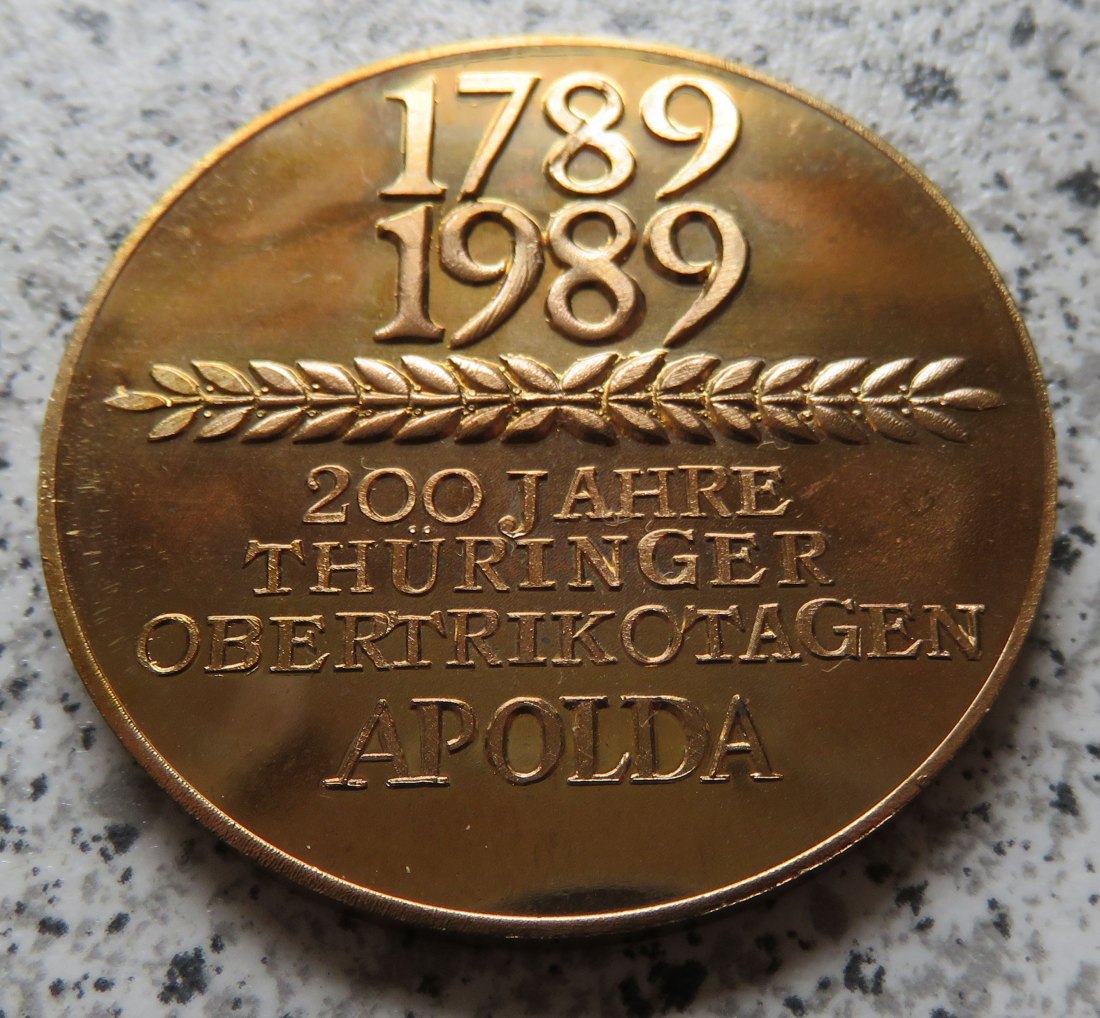 1789
1989
200 JAHRE
THÜRINGER
OBERTRIKOTAGEN
APOLDA